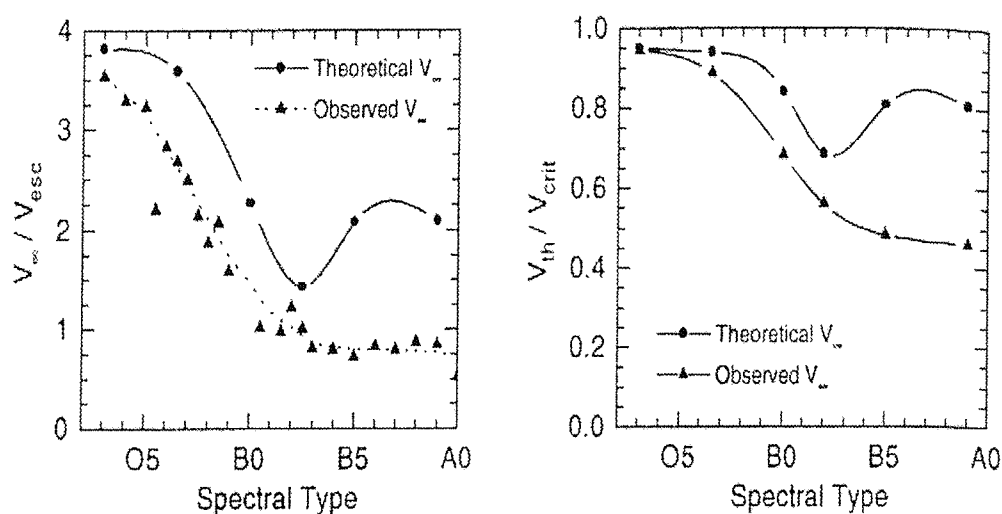 V∞ / Vesc
4
3
2
1
0
Theoretical V∞
Observed V∞
O5
B0
B5
A0
Spectral Type
Vth / Vcrit
1.0
0.8
0.6
0.4
0.2
0.0
Theoretical V∞
Observed V∞
O5
B0
B5
A0
Spectral Type